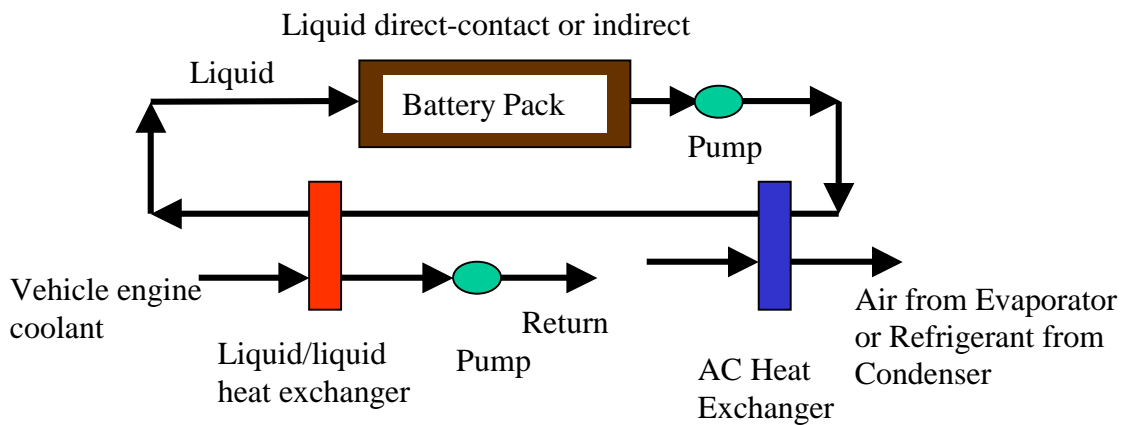 Liquid direct-contact or indirect
Liquid
Battery Pack
Pump
Vehicle engine
coolant
Liquid/liquid
heat exchanger
Pump
Return
AC Heat
Exchanger
Air from Evaporator
or Refrigerant from
Condenser